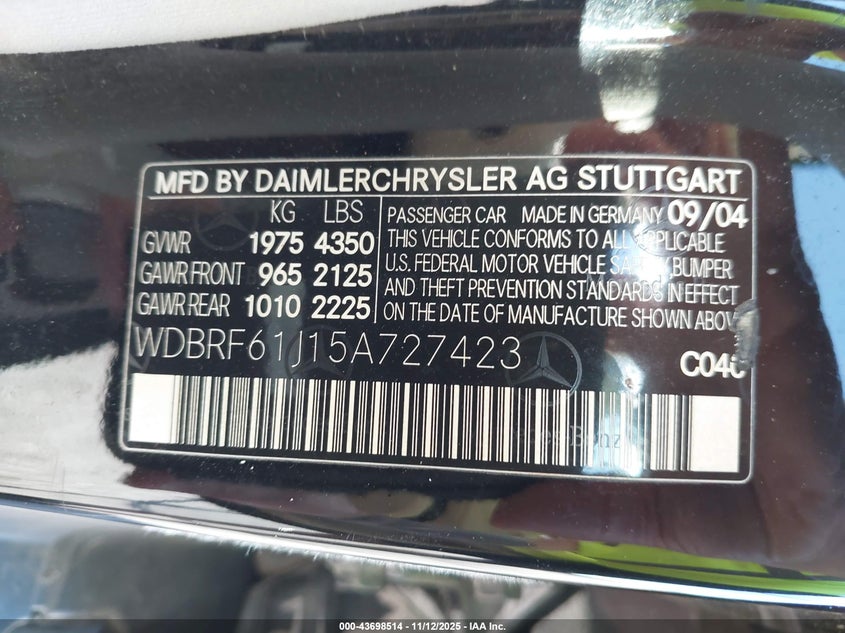 MFD BY DAIMLERCHRYSLER AG STUTTGART
KG LBS
GVWR 1975 4350
GAWR FRONT 965 2125
GAWR REAR 1010 2225
PASSENGER CAR MADE IN GERMANY 09/04
THIS VEHICLE CONFORMS TO ALL APPLICABLE
U.S. FEDERAL MOTOR VEHICLE SAFETY, BUMPER
AND THEFT PREVENTION STANDARDS IN EFFECT
ON THE DATE OF MANUFACTURE SHOWN ABOVE
WDBRF61J15A727423
000-43698514 - 11/12/2025 - IAA Inc.